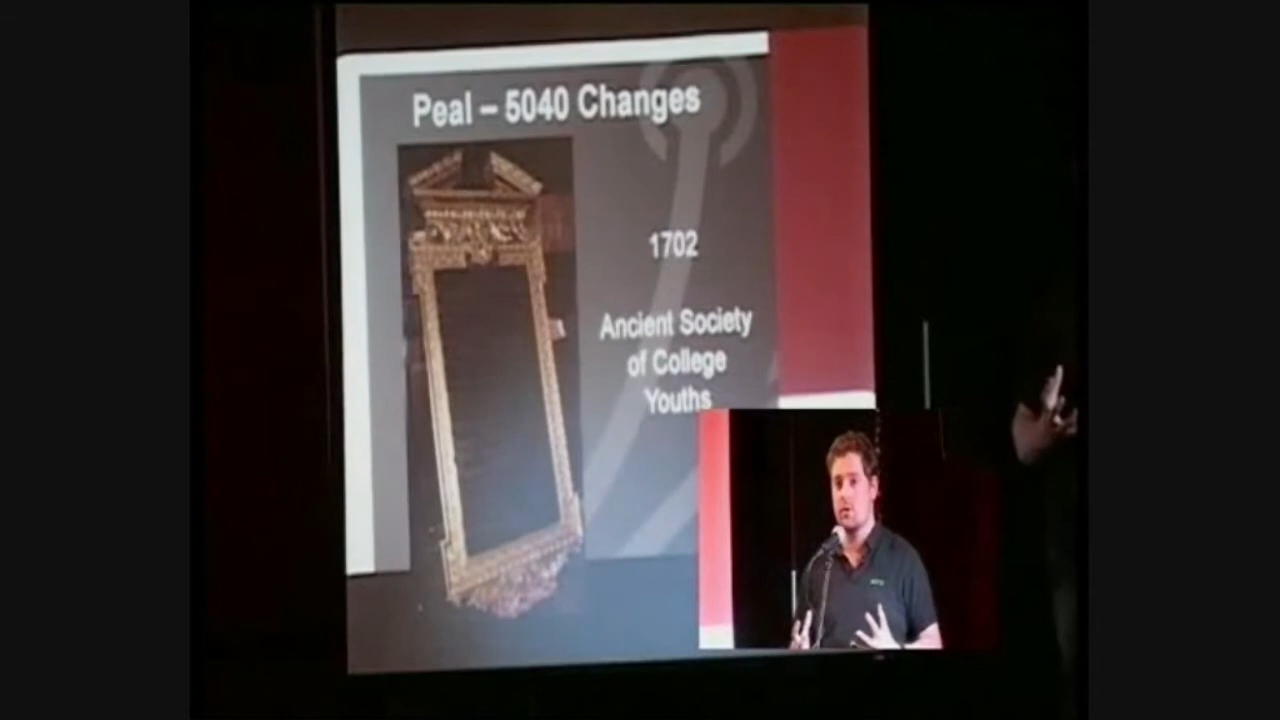 Peal – 5040 Changes
1702
Ancient Society
of College
Youths